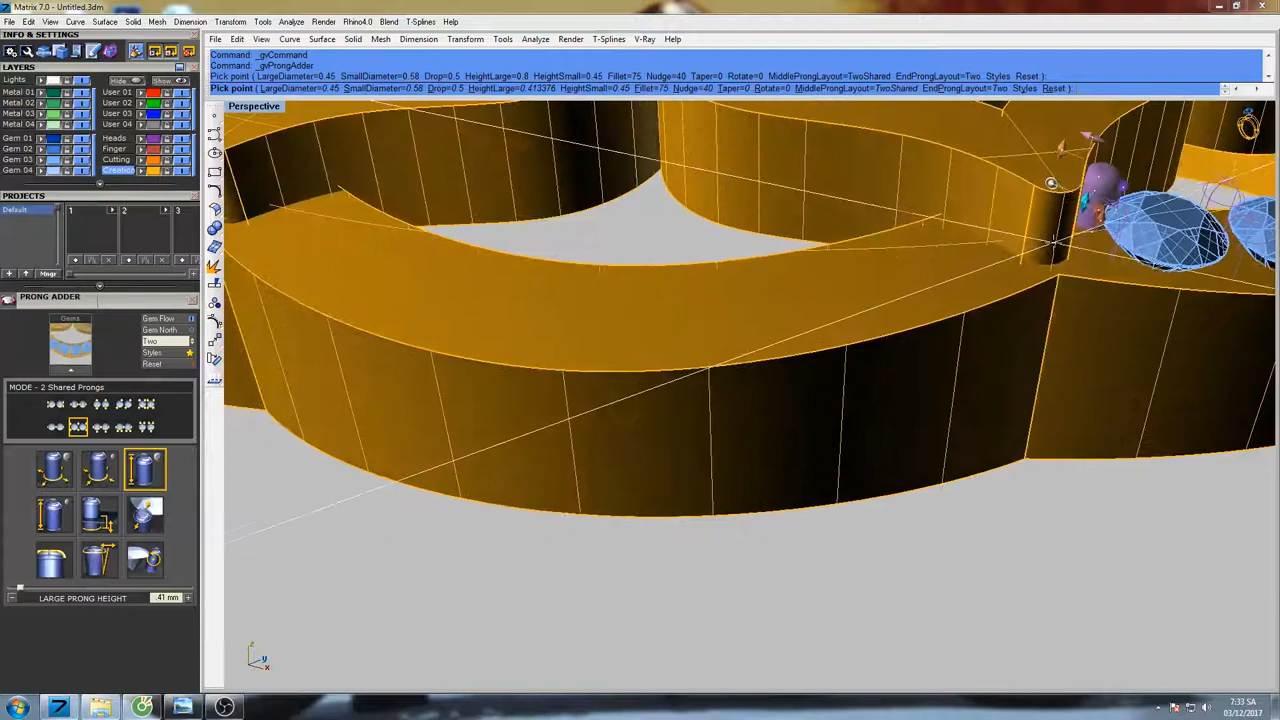 Matrix 7.0 - Untitled.3dm
File Edit View Curve Surface Solid Mesh Dimension Transform Tools Analyze Render Rhino4.0 Blend T-Splines Help
INFO & SETTINGS
LAYERS
Lights Hide Show
Metal 01 User 01
Metal 02 User 02
Metal 03 User 03
Metal 04 User 04
Gem 01 Heads
Gem 02 Finger
Gem 03 Cutting
Gem 04 Creation
PROJECTS
Default 1 2 3
Mngr
PRONG ADDER
Gems
Gem Flow
Gem North
Two
Styles
Reset
MODE - 2 Shared Prongs
LARGE PRONG HEIGHT .41 mm
File Edit View Curve Surface Solid Mesh Dimension Transform Tools Analyze Render T-Splines V-Ray Help
Command: _gvCommand
Command: _gvProngAdder
Pick point ( LargeDiameter=0.45 SmallDiameter=0.58 Drop=0.5 HeightLarge=0.8 HeightSmall=0.45 Fillet=75 Nudge=40 Taper=0 Rotate=0 MiddleProngLayout=TwoShared EndProngLayout=Two Styles Reset ):
Pick point ( LargeDiameter=0.45 SmallDiameter=0.58 Drop=0.5 HeightLarge=0.413376 HeightSmall=0.45 Fillet=75 Nudge=40 Taper=0 Rotate=0 MiddleProngLayout=TwoShared EndProngLayout=Two Styles Reset ):
Perspective
z
y
x
7:33 SA
03/12/2017